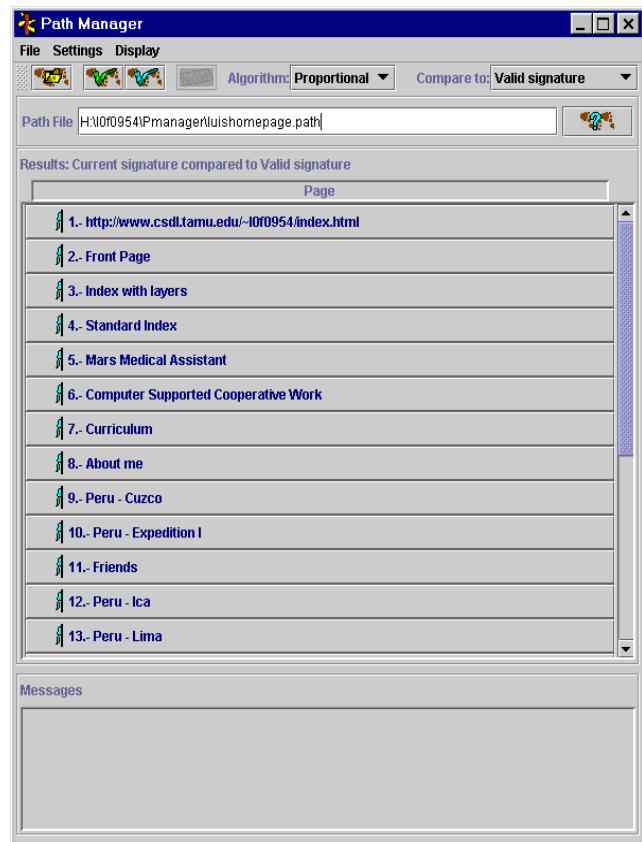 Path Manager
File Settings Display
Algorithm: Proportional Compare to: Valid signature
Path File H:\l0f0954\Pmanager\luishomepage.path
Results: Current signature compared to Valid signature
Page
1.- http://www.csdl.tamu.edu/~l0f0954/index.html
2.- Front Page
3.- Index with layers
4.- Standard Index
5.- Mars Medical Assistant
6.- Computer Supported Cooperative Work
7.- Curriculum
8.- About me
9.- Peru - Cuzco
10.- Peru - Expedition I
11.- Friends
12.- Peru - Ica
13.- Peru - Lima
Messages